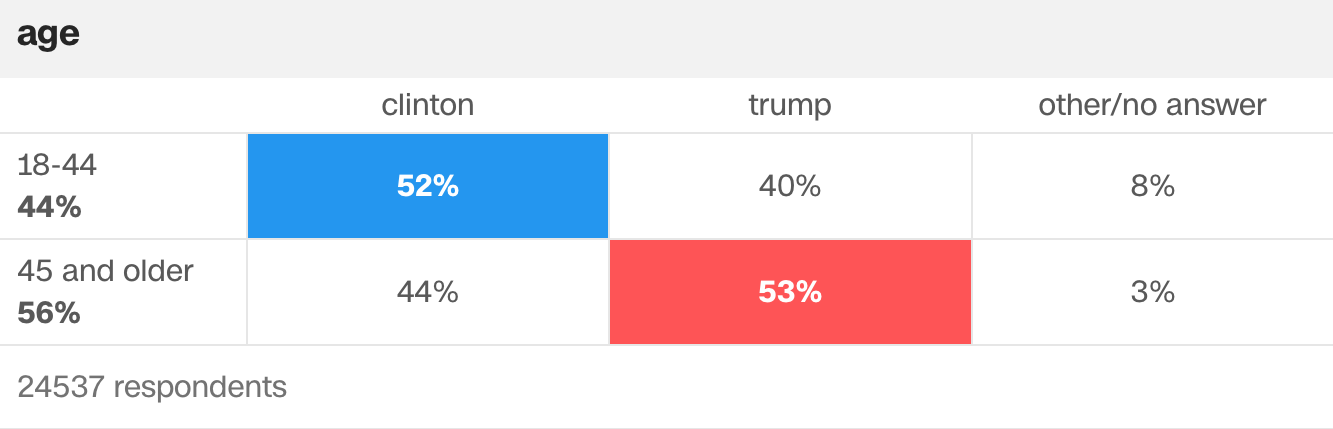 age
clinton trump other/no answer
18-44
44%
52% 40% 8%
45 and older
56%
44% 53% 3%
24537 respondents